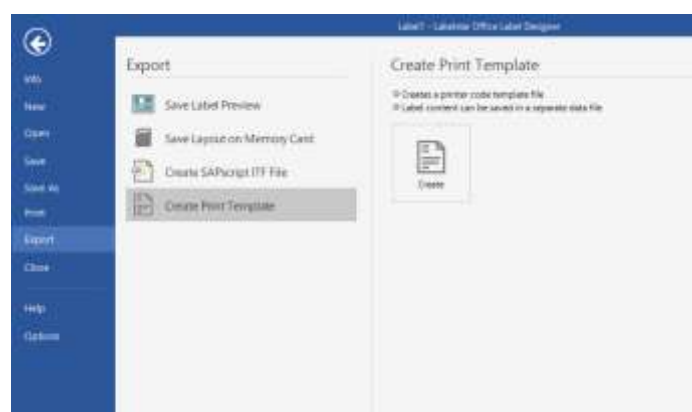 Label1 - Labelstar Office Label Designer
Info
New
Open
Save
Save As
Print
Export
Close
Help
Options
Export
Save Label Preview
Save Layout on Memory Card
Create SAPscript ITF File
Create Print Template
Create Print Template
Creates a printer code template file
Label content can be saved in a separate data file
Create